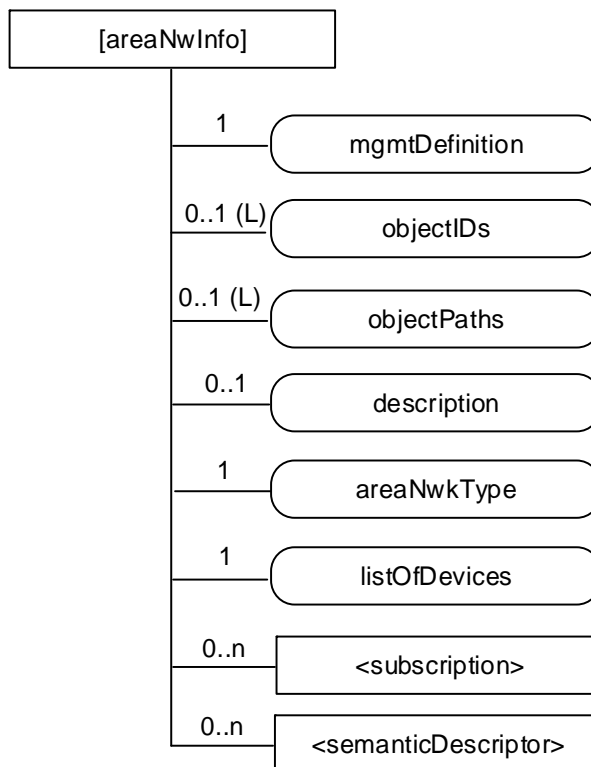 [areaNwInfo]
1
mgmtDefinition
0..1 (L)
objectIDs
0..1 (L)
objectPaths
0..1
description
1
areaNwkType
1
listOfDevices
0..n
<subscription>
0..n
<semanticDescriptor>